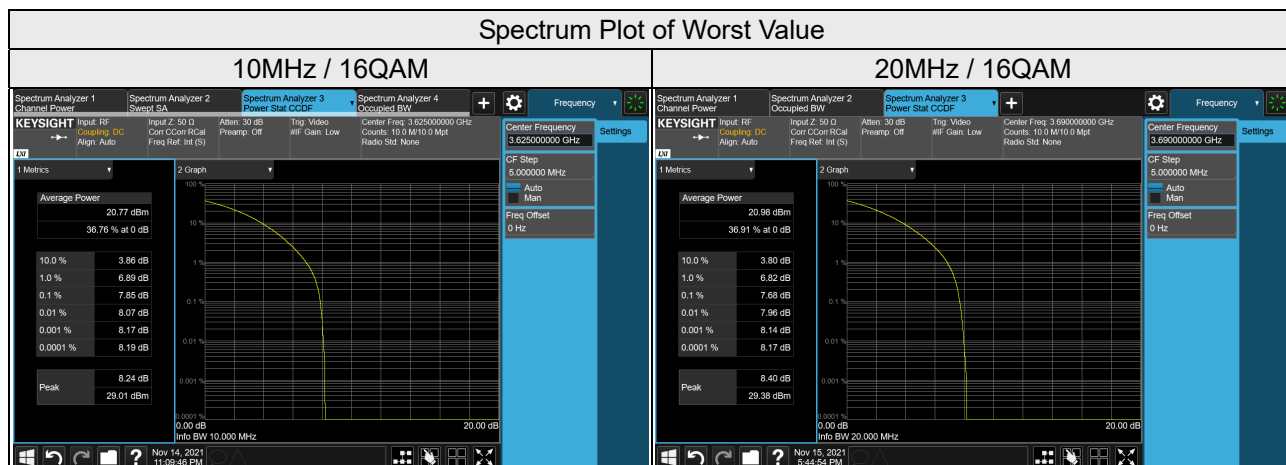 Spectrum Plot of Worst Value
10MHz / 16QAM
Spectrum Analyzer 1
Channel Power
Spectrum Analyzer 2
Swept SA
Spectrum Analyzer 3
Power Stat CCDF
Spectrum Analyzer 4
Occupied BW
+
Frequency
KEYSIGHT
Input: RF
Coupling: DC
Align: Auto
Input Z: 50 Ω
Corr CCorr RCal
Freq Ref: Int (S)
Atten: 30 dB
Preamp: Off
Trig: Video
#IF Gain: Low
Center Freq: 3.625000000 GHz
Counts: 10.0 M/10.0 Mpt
Radio Std: None
LXI
Center Frequency
3.625000000 GHz
Settings
CF Step
5.000000 MHz
Auto
Man
Freq Offset
0 Hz
1 Metrics
2 Graph
Average Power
20.77 dBm
36.76 % at 0 dB
10.0 % 3.86 dB
1.0 % 6.89 dB
0.1 % 7.85 dB
0.01 % 8.07 dB
0.001 % 8.17 dB
0.0001 % 8.19 dB
Peak
8.24 dB
29.01 dBm
100 %
10 %
1 %
0.1 %
0.01 %
0.001 %
0.0001 %
0.00 dB
20.00 dB
Info BW 10.000 MHz
?
Nov 14, 2021
11:09:46 PM
20MHz / 16QAM
Spectrum Analyzer 1
Channel Power
Spectrum Analyzer 2
Occupied BW
Spectrum Analyzer 3
Power Stat CCDF
+
Frequency
KEYSIGHT
Input: RF
Coupling: DC
Align: Auto
Input Z: 50 Ω
Corr CCorr RCal
Freq Ref: Int (S)
Atten: 30 dB
Preamp: Off
Trig: Video
#IF Gain: Low
Center Freq: 3.690000000 GHz
Counts: 10.0 M/10.0 Mpt
Radio Std: None
LXI
Center Frequency
3.690000000 GHz
Settings
CF Step
5.000000 MHz
Auto
Man
Freq Offset
0 Hz
1 Metrics
2 Graph
Average Power
20.98 dBm
36.91 % at 0 dB
10.0 % 3.80 dB
1.0 % 6.82 dB
0.1 % 7.68 dB
0.01 % 7.96 dB
0.001 % 8.14 dB
0.0001 % 8.17 dB
Peak
8.40 dB
29.38 dBm
100 %
10 %
1 %
0.1 %
0.01 %
0.001 %
0.0001 %
0.00 dB
20.00 dB
Info BW 20.000 MHz
?
Nov 15, 2021
5:44:54 PM